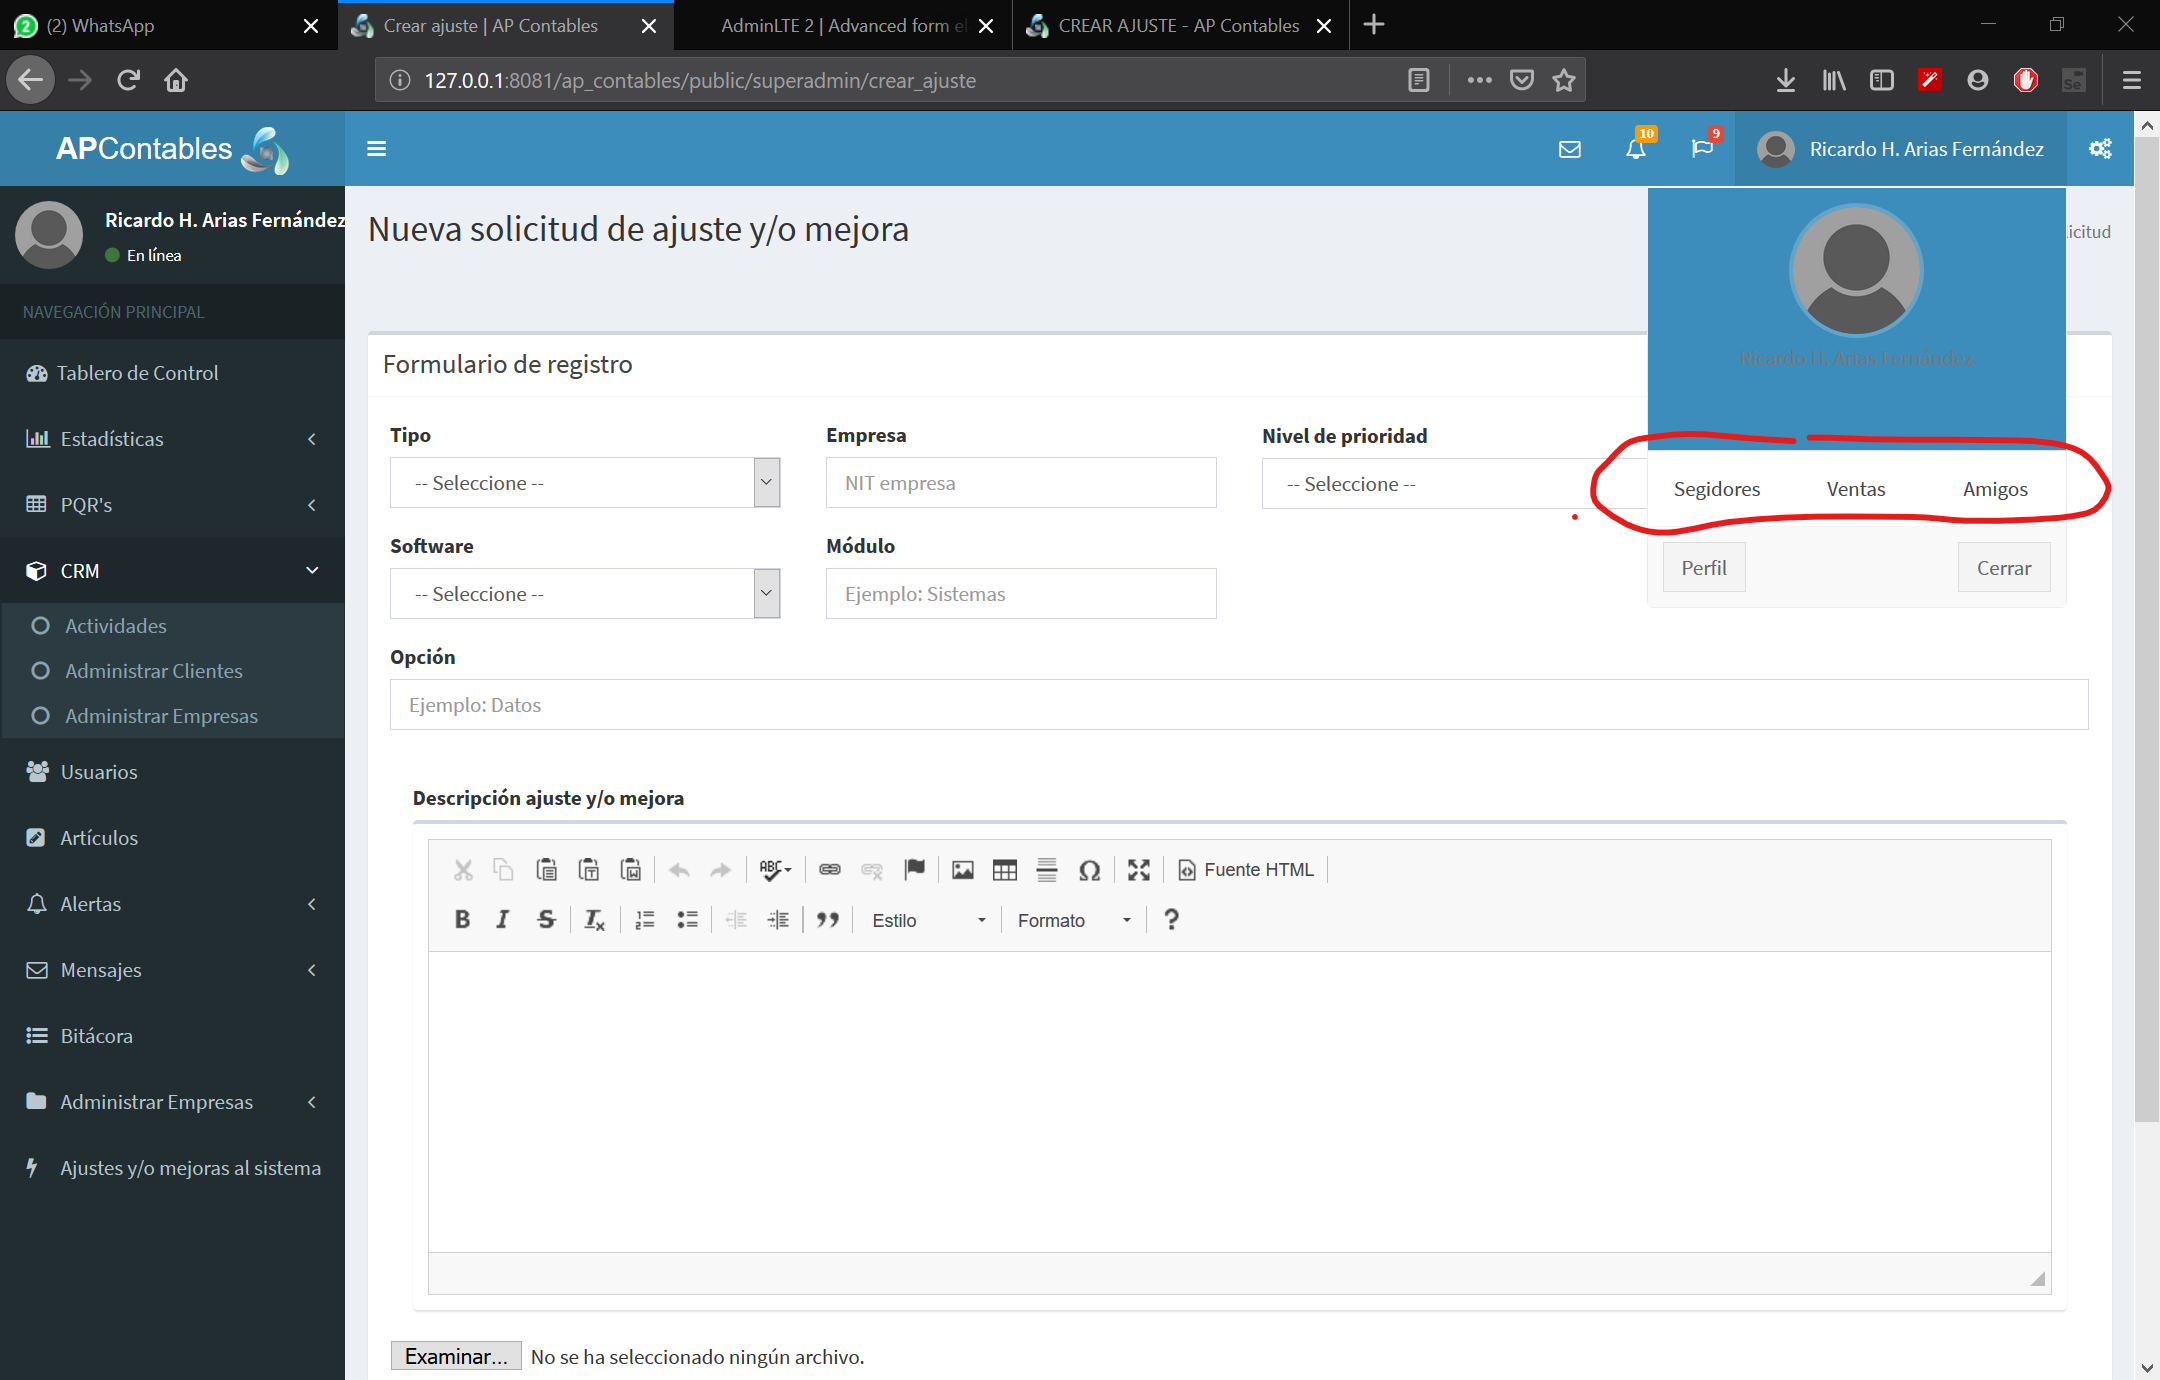 (2) WhatsApp
Crear ajuste | AP Contables
AdminLTE 2 | Advanced form el
CREAR AJUSTE - AP Contables
127.0.0.1:8081/ap_contables/public/superadmin/crear_ajuste
Se
APContables
10
9
Ricardo H. Arias Fernández
Ricardo H. Arias Fernández
En línea
Nueva solicitud de ajuste y/o mejora
icitud
NAVEGACIÓN PRINCIPAL
Tablero de Control
Estadísticas
PQR's
CRM
Actividades
Administrar Clientes
Administrar Empresas
Usuarios
Artículos
Alertas
Mensajes
Bitácora
Administrar Empresas
Ajustes y/o mejoras al sistema
Ricardo H. Arias Fernández
Segidores Ventas Amigos
Perfil Cerrar
Formulario de registro
Tipo Empresa Nivel de prioridad
-- Seleccione -- NIT empresa -- Seleccione --
Software Módulo
-- Seleccione -- Ejemplo: Sistemas
Opción
Ejemplo: Datos
Descripción ajuste y/o mejora
ABC Fuente HTML
B I S Tx Estilo Formato ?
Examinar... No se ha seleccionado ningún archivo.